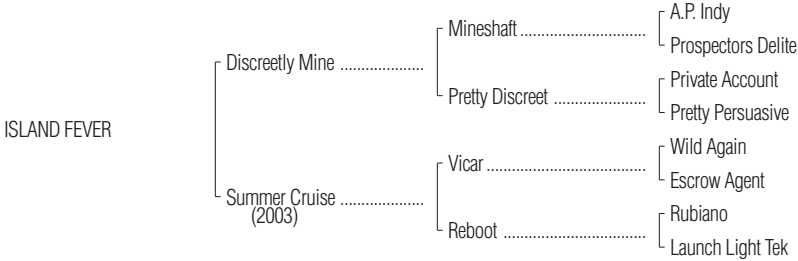 ISLAND FEVER
Discreetly Mine ....................
Summer Cruise ....................
(2003)
Mineshaft ..............................
Pretty Discreet ......................
Vicar ......................................
Reboot ..................................
A.P. Indy
Prospectors Delite
Private Account
Pretty Persuasive
Wild Again
Escrow Agent
Rubiano
Launch Light Tek